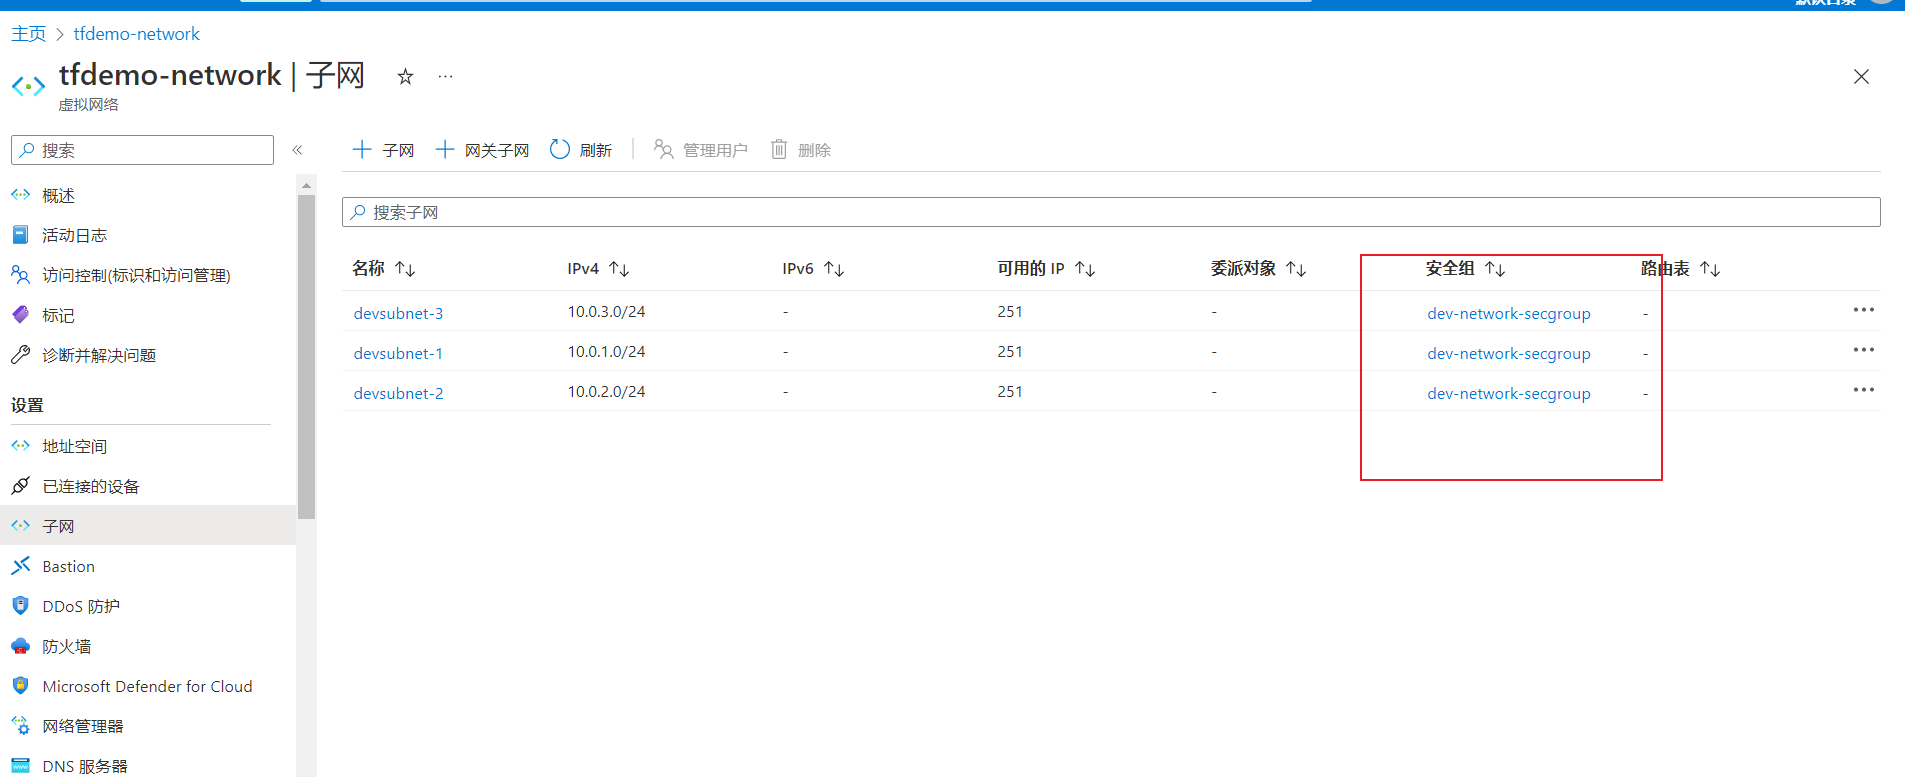 默认目录
主页 > tfdemo-network
tfdemo-network | 子网
虚拟网络
搜索
概述
活动日志
访问控制(标识和访问管理)
标记
诊断并解决问题
设置
地址空间
已连接的设备
子网
Bastion
DDoS 防护
防火墙
Microsoft Defender for Cloud
网络管理器
DNS 服务器
子网 网关子网 刷新 管理用户 删除
搜索子网
名称 IPv4 IPv6 可用的 IP 委派对象 安全组 路由表
devsubnet-3 10.0.3.0/24 - 251 - dev-network-secgroup -
devsubnet-1 10.0.1.0/24 - 251 - dev-network-secgroup -
devsubnet-2 10.0.2.0/24 - 251 - dev-network-secgroup -